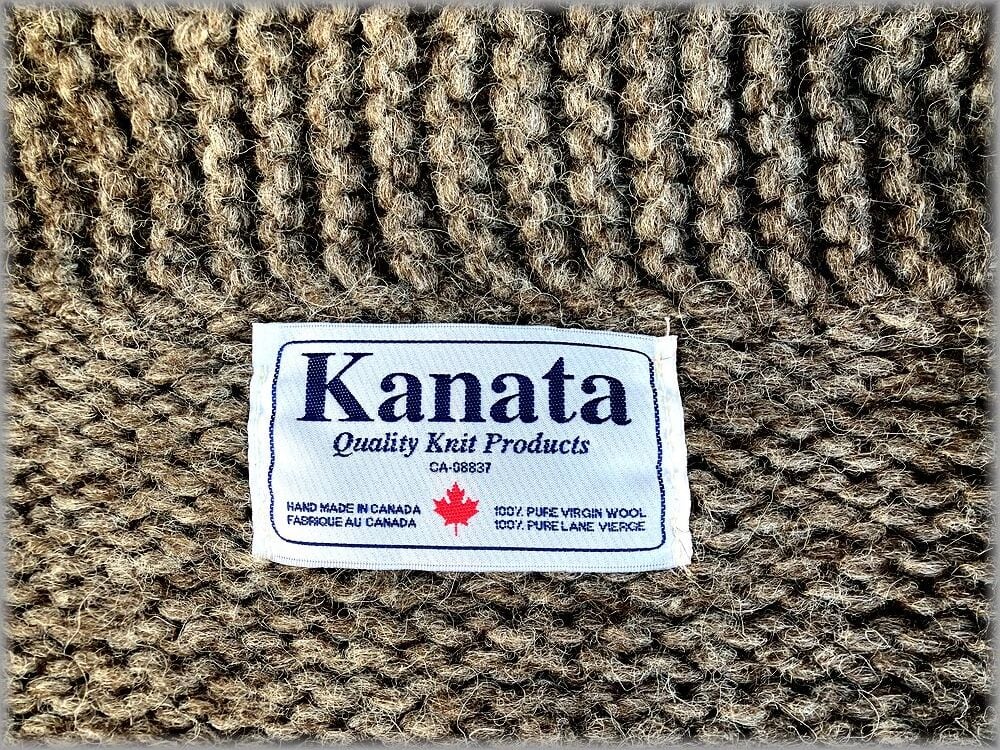 Kanata
Quality Knit Products
CA-08837
HAND MADE IN CANADA
FABRIQUE AU CANADA
100% PURE VIRGIN WOOL
100% PURE LANE VIERGE